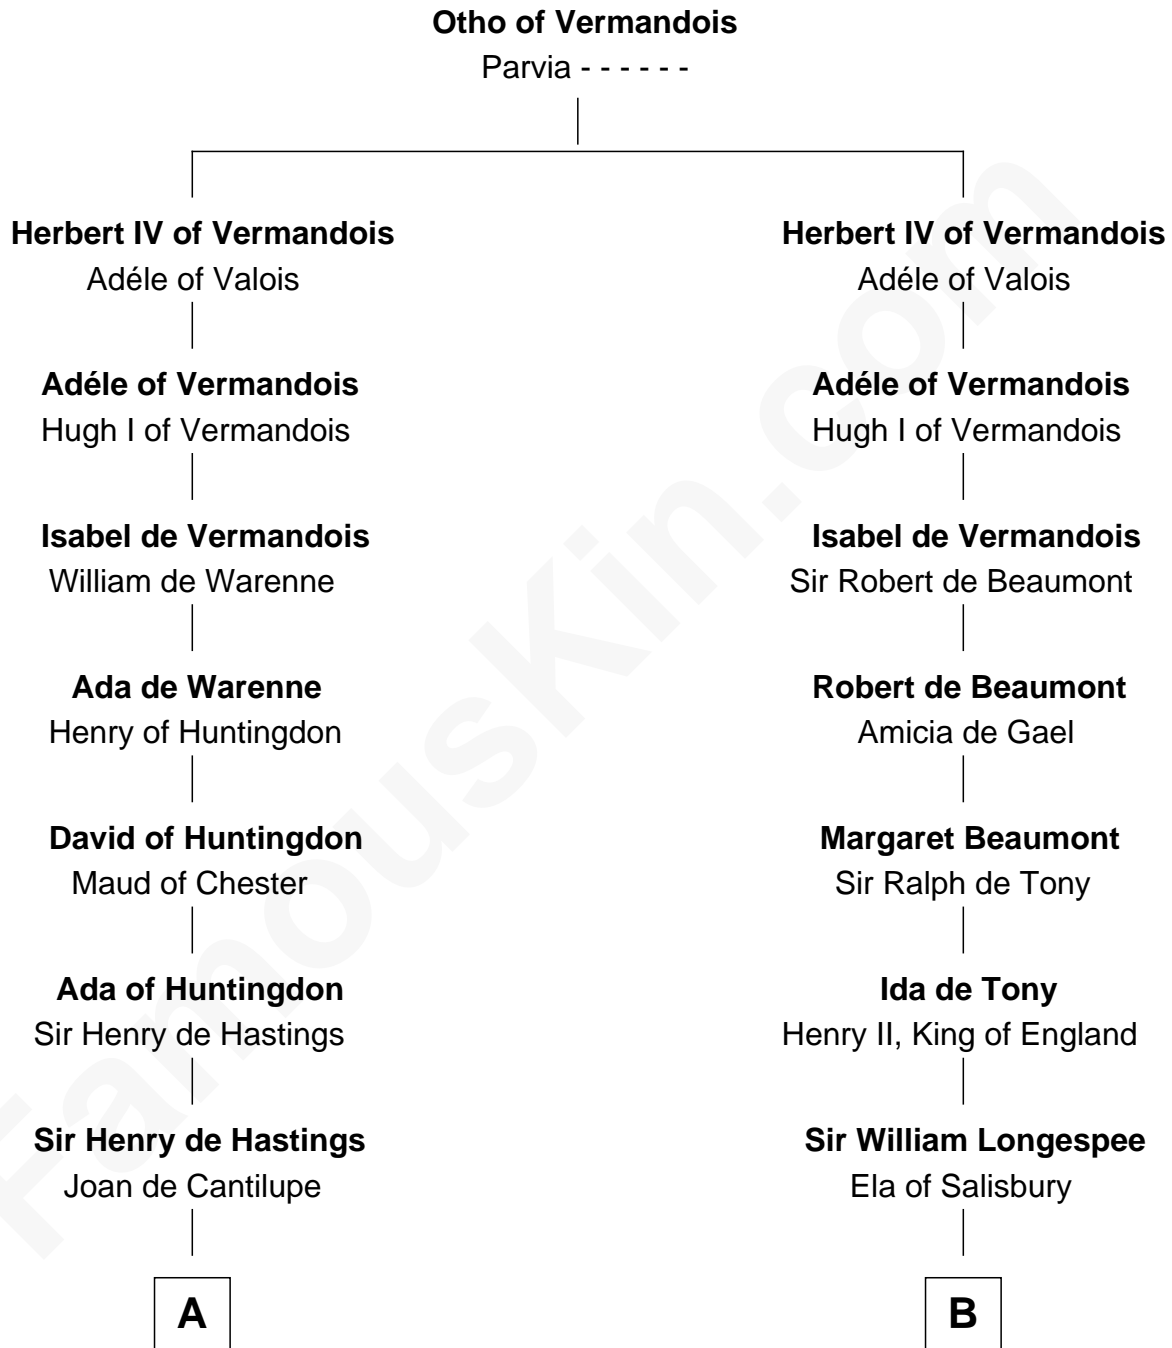 Otho of Vermandois
Parvia - - - - - -
Herbert IV of Vermandois
Adéle of Valois
Adéle of Vermandois
Hugh I of Vermandois
Isabel de Vermandois
William de Warenne
Ada de Warenne
Henry of Huntingdon
David of Huntingdon
Maud of Chester
Ada of Huntingdon
Sir Henry de Hastings
Sir Henry de Hastings
Joan de Cantilupe
A
Herbert IV of Vermandois
Adéle of Valois
Adéle of Vermandois
Hugh I of Vermandois
Isabel de Vermandois
Sir Robert de Beaumont
Robert de Beaumont
Amicia de Gael
Margaret Beaumont
Sir Ralph de Tony
Ida de Tony
Henry II, King of England
Sir William Longespee
Ela of Salisbury
B
FamousKin.com